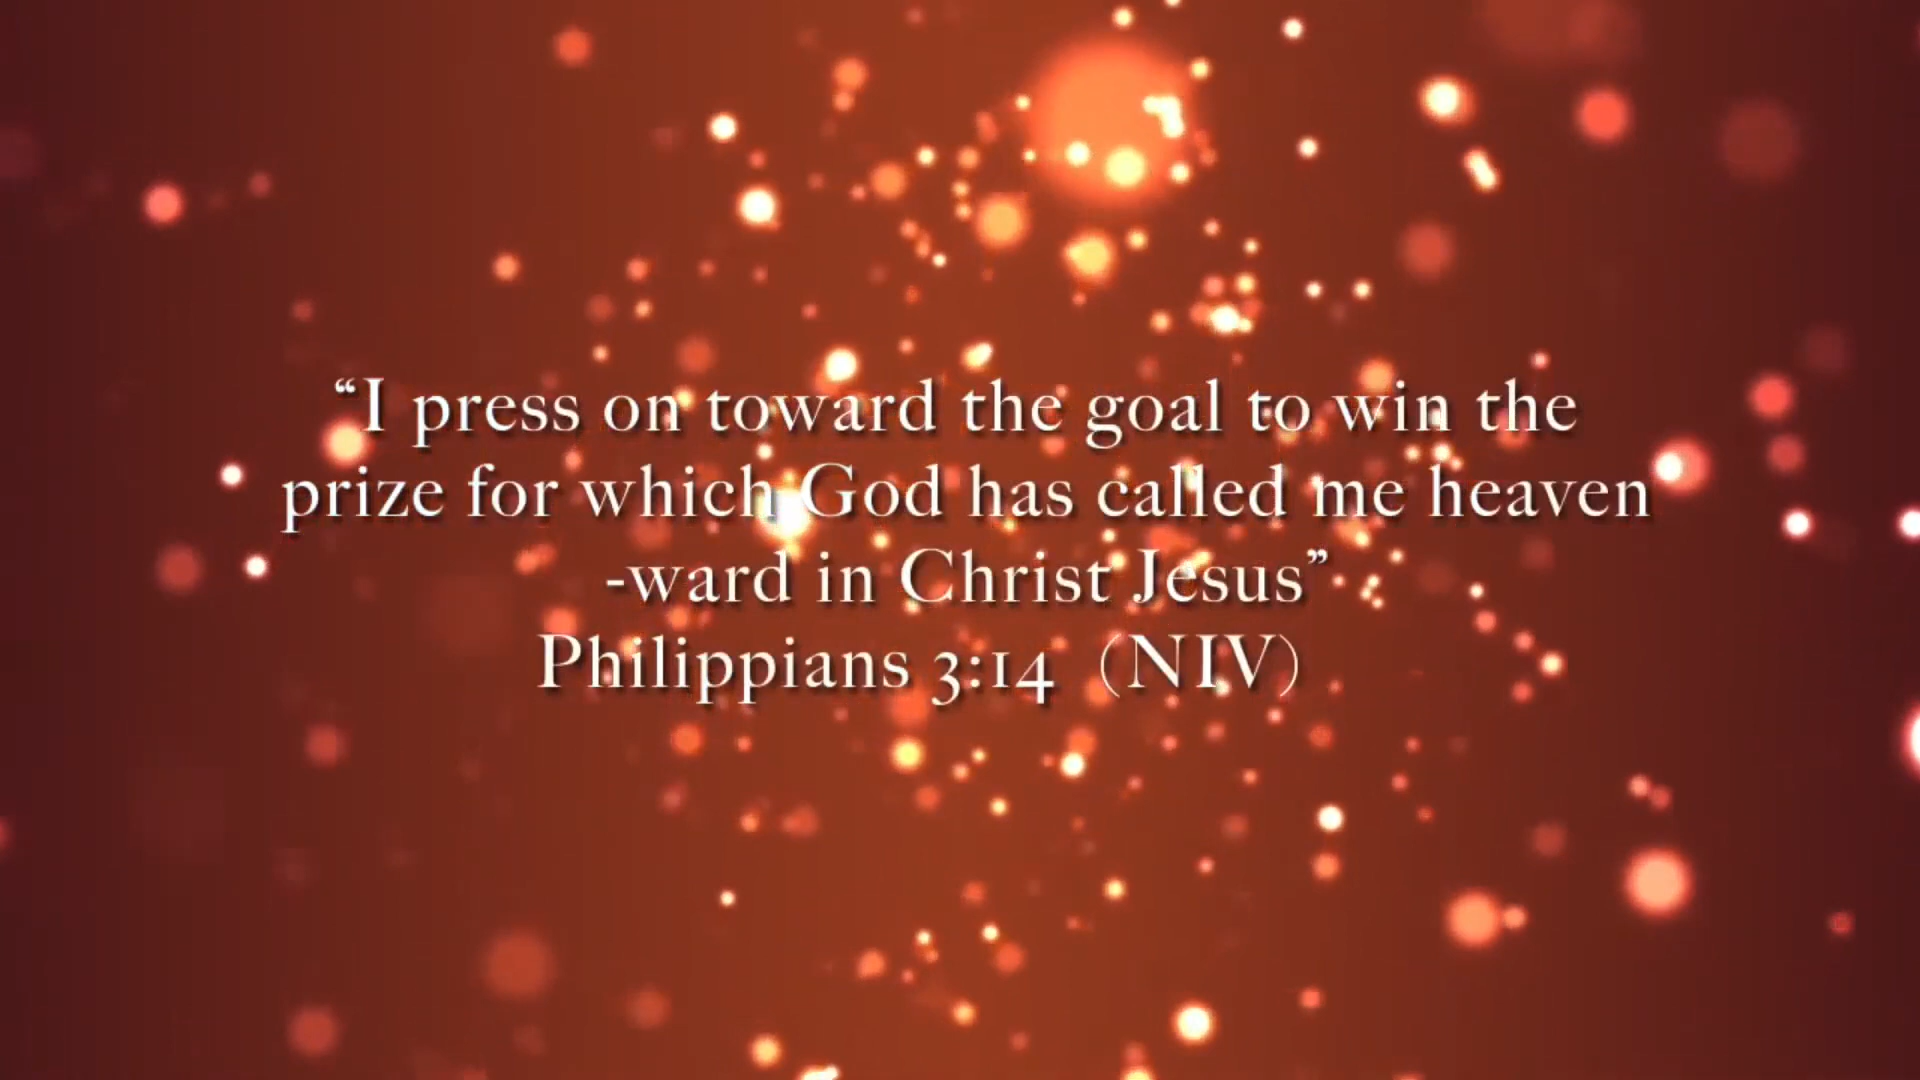 “I press on toward the goal to win the
prize for which God has called me heaven
-ward in Christ Jesus”
Philippians 3:14 (NIV)